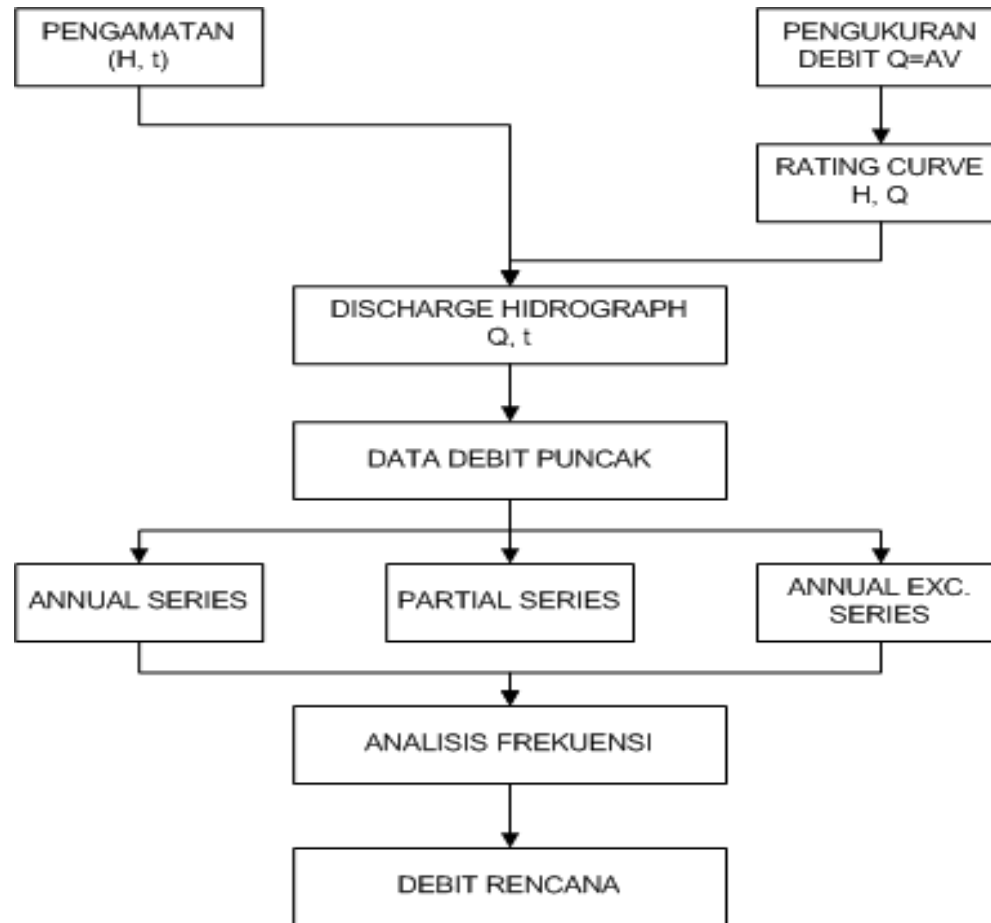 PENGAMATAN
(H, t)
PENGUKURAN
DEBIT Q=AV
RATING CURVE
H, Q
DISCHARGE HIDROGRAPH
Q, t
DATA DEBIT PUNCAK
ANNUAL SERIES
PARTIAL SERIES
ANNUAL EXC.
SERIES
ANALISIS FREKUENSI
DEBIT RENCANA